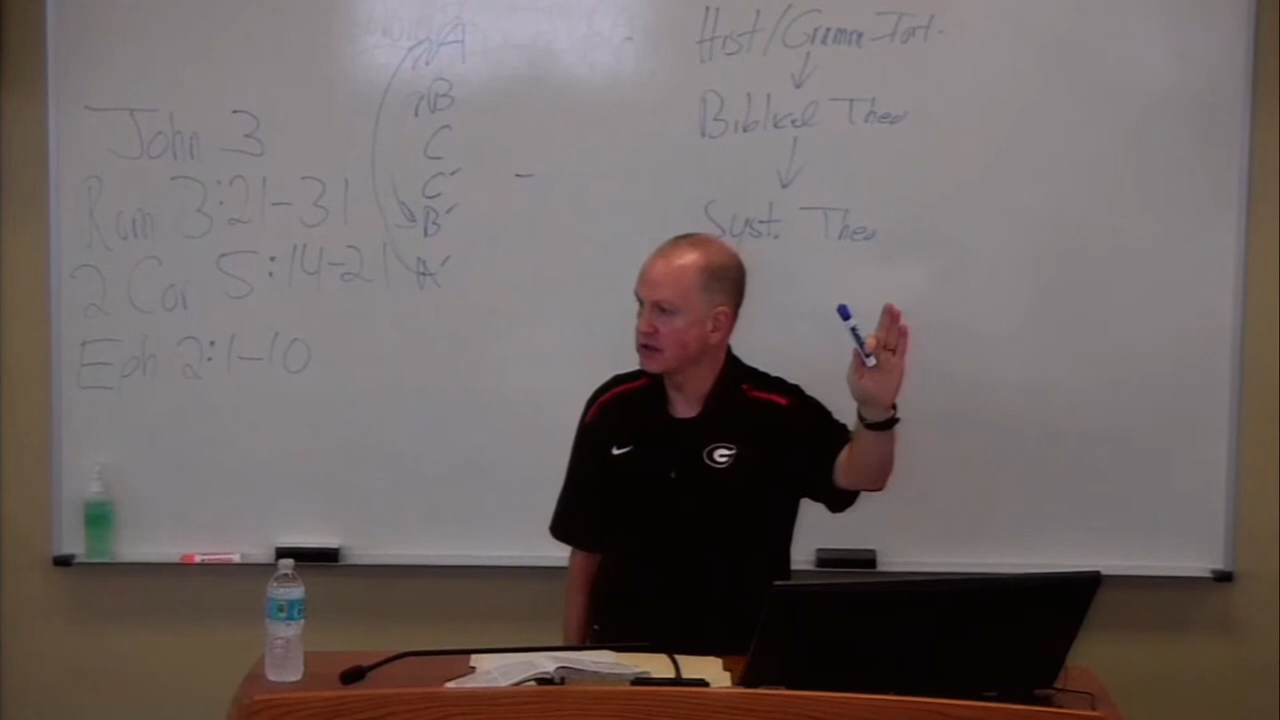 John 3
Rom 3:21-31
2 Cor 5:14-21
Eph 2:1-10
A
B
C
C´
B´
A´
Hist/Gramm-Int.
Biblical Theo
Syst. Theo
G